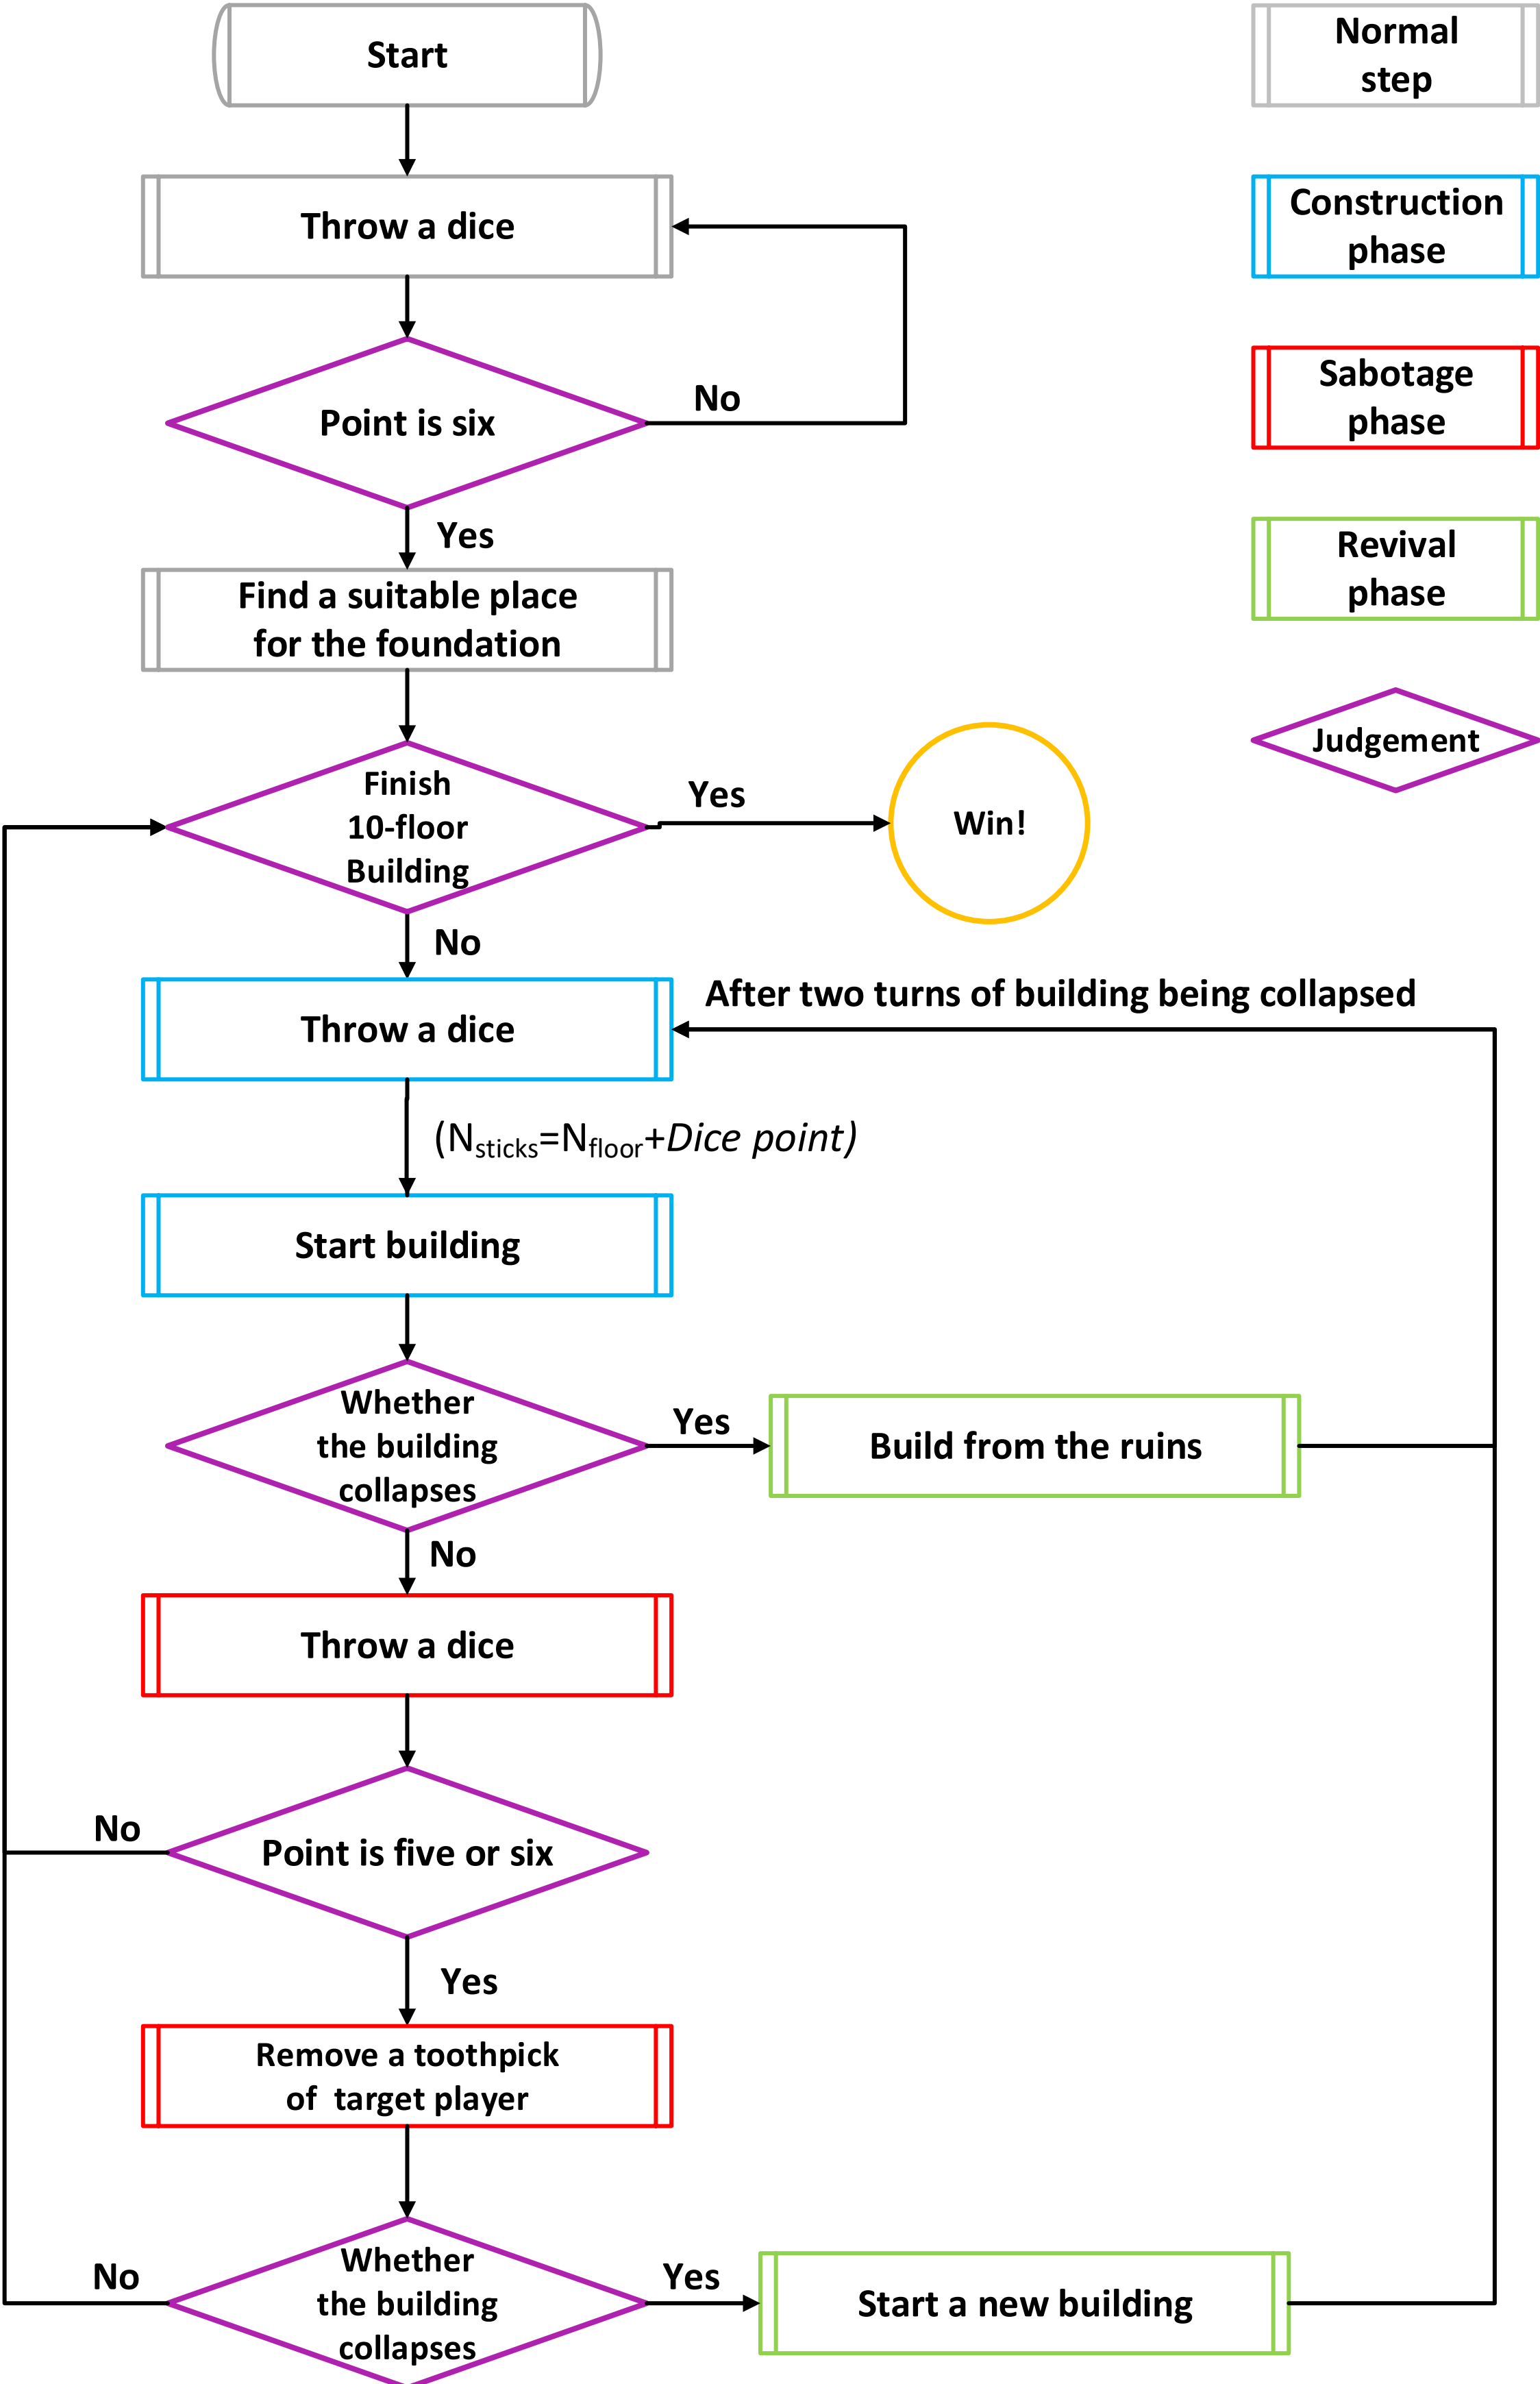 Start
Throw a dice
Point is six
No
Yes
Find a suitable place
for the foundation
Finish
10-floor
Building
Yes
Win!
No
Throw a dice
After two turns of building being collapsed
(Nsticks=Nfloor+Dice point)
Start building
Whether
the building
collapses
Yes
Build from the ruins
No
Throw a dice
Point is five or six
No
Yes
Remove a toothpick
of  target player
Whether
the building
collapses
No
Yes
Start a new building
Normal
step
Construction
phase
Sabotage
phase
Revival
phase
Judgement